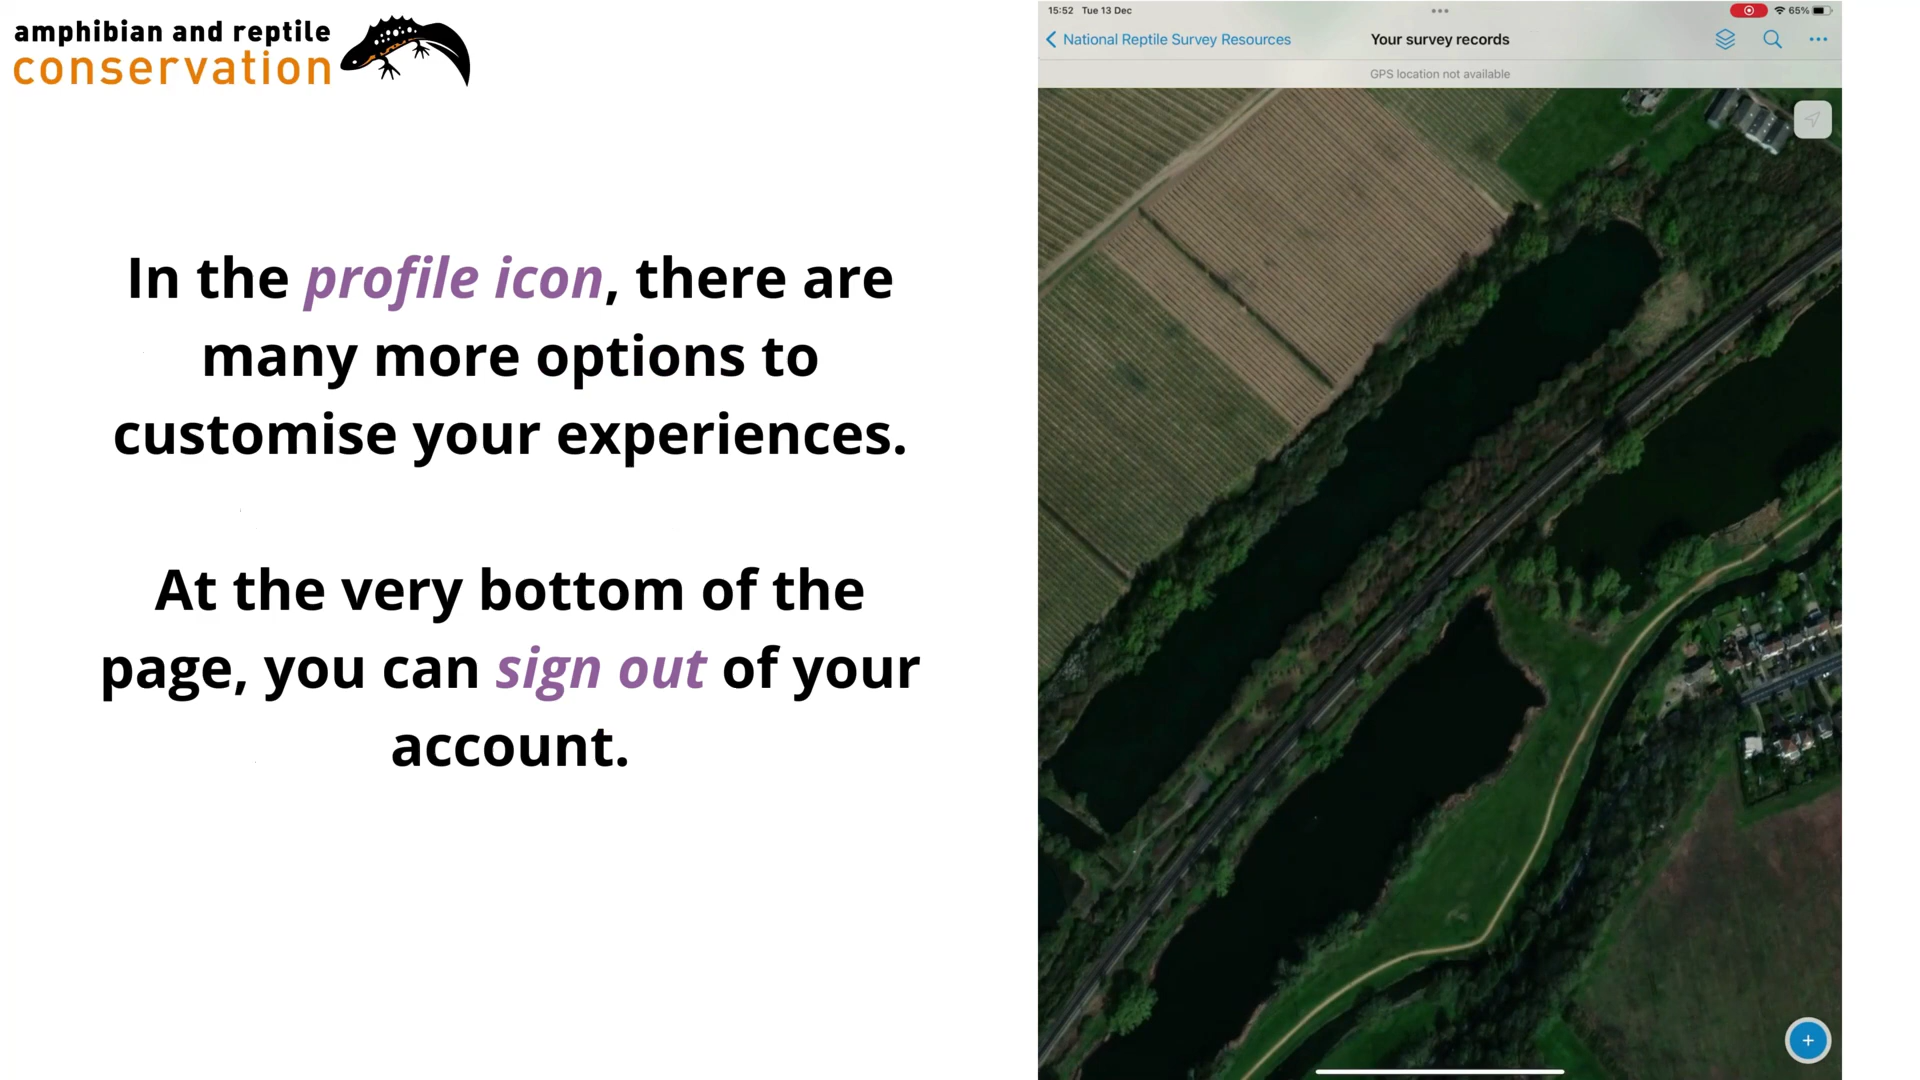 amphibian and reptile
conservation
In the profile icon, there are
many more options to
customise your experiences.
At the very bottom of the
page, you can sign out of your
account.
15:52 Tue 13 Dec
65%
National Reptile Survey Resources
Your survey records
GPS location not available